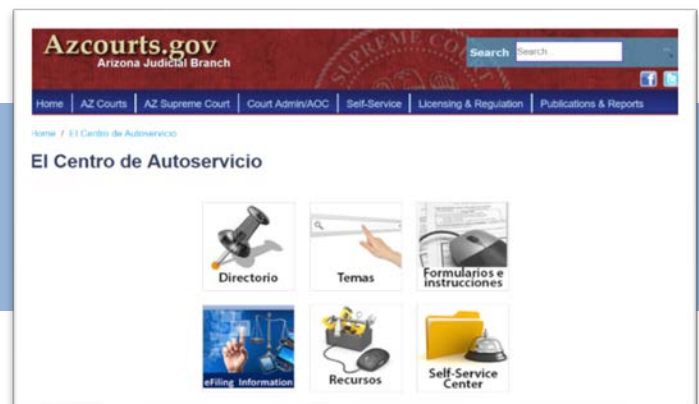 Azcourts.gov
Arizona Judicial Branch
SUPREME COURT
Search Search...
Home AZ Courts AZ Supreme Court Court Admin/AOC Self-Service Licensing & Regulation Publications & Reports
Home / El Centro de Autoservicio
El Centro de Autoservicio
Directorio
Temas
Formularios e
instrucciones
eFiling Information
Recursos
Self-Service
Center